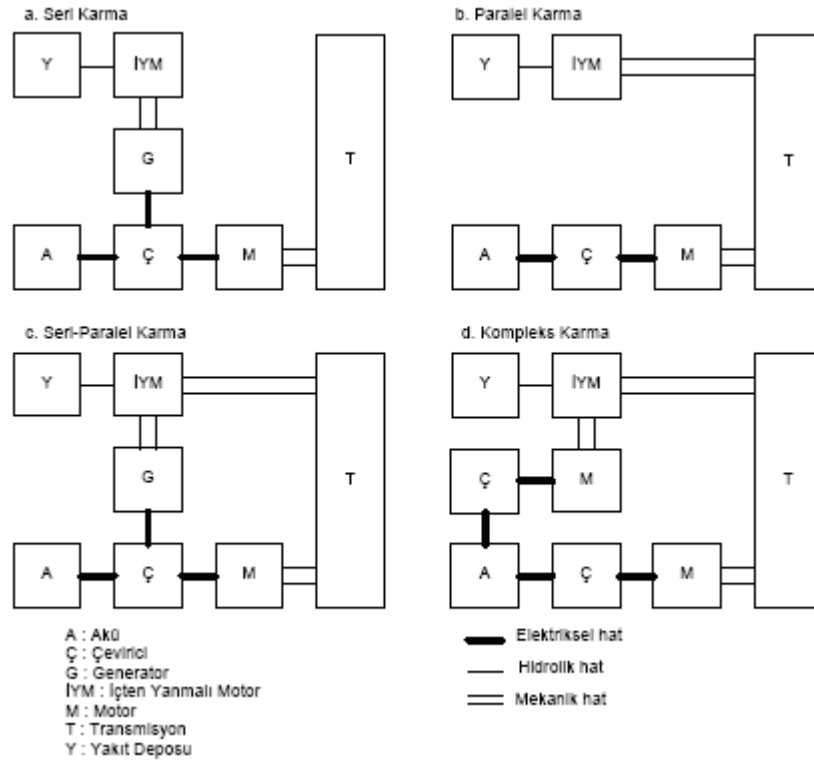 a. Seri Karma
Y
İYM
G
T
A
Ç
M
b. Paralel Karma
Y
İYM
T
A
Ç
M
c. Seri-Paralel Karma
Y
İYM
G
T
A
Ç
M
d. Kompleks Karma
Y
İYM
Ç
M
T
A
Ç
M
A : Akü
Ç : Çevirici
G : Generator
İYM : İçten Yanmalı Motor
M : Motor
T : Transmisyon
Y : Yakıt Deposu
Elektriksel hat
Hidrolik hat
Mekanik hat